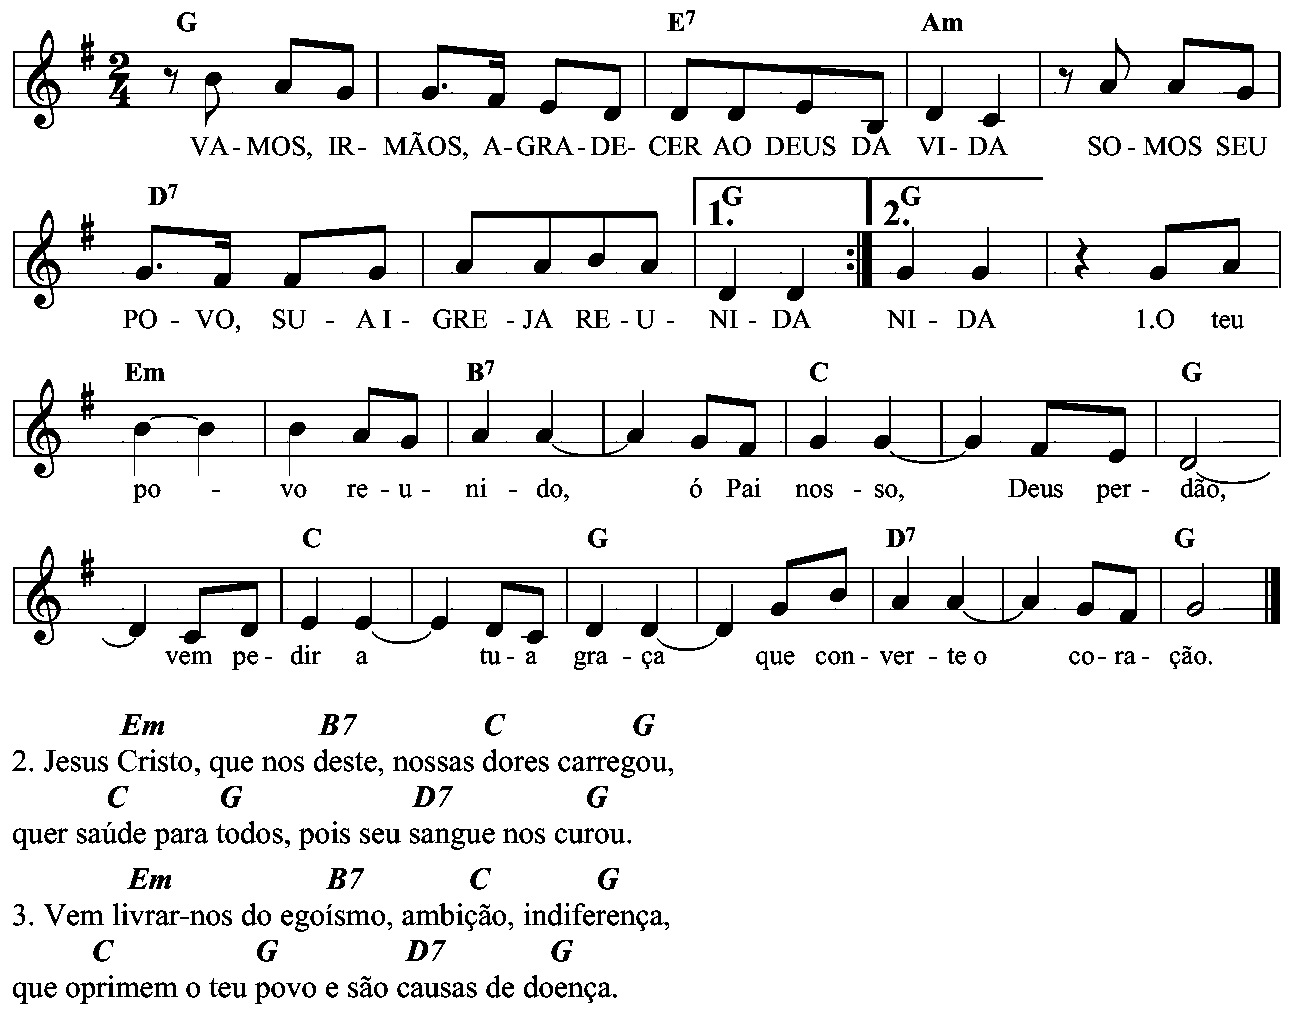 G E7 Am
2 4
VA-MOS, IR- MÃOS, A-GRA-DE- CER AO DEUS DA VI-DA SO-MOS SEU
D7 G G
1. 2.
PO - VO, SU - A I - GRE - JA RE-U - NI - DA NI - DA 1.O teu
Em B7 C G
po - vo re-u - ni - do, ó Pai nos - so, Deus per - dão,
C G D7 G
vem pe-dir a tu-a gra-ça que con-ver-te o co-ra-ção.
Em B7 C G
2. Jesus Cristo, que nos deste, nossas dores carregou,
C G D7 G
quer saúde para todos, pois seu sangue nos curou.
Em B7 C G
3. Vem livrar-nos do egoísmo, ambição, indiferença,
C G D7 G
que oprimem o teu povo e são causas de doença.